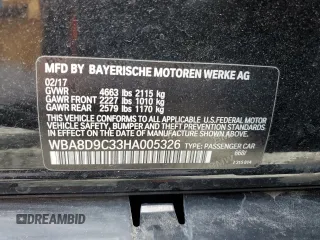 MFD BY BAYERISCHE MOTOREN WERKE AG
02/17
GVWR 4663 lbs 2115 kg
GAWR FRONT 2227 lbs 1010 kg
GAWR REAR 2579 lbs 1170 kg
THIS VEHICLE CONFORMS TO ALL APPLICABLE U.S.FEDERAL MOTOR
VEHICLE SAFETY, BUMPER, AND THEFT PREVENTION STANDARDS IN
EFFECT ON THE DATE OF MANUFACTURE SHOWN ABOVE.
WBA8D9C33HA005326 TYPE: PASSENGER CAR
DREAMBID